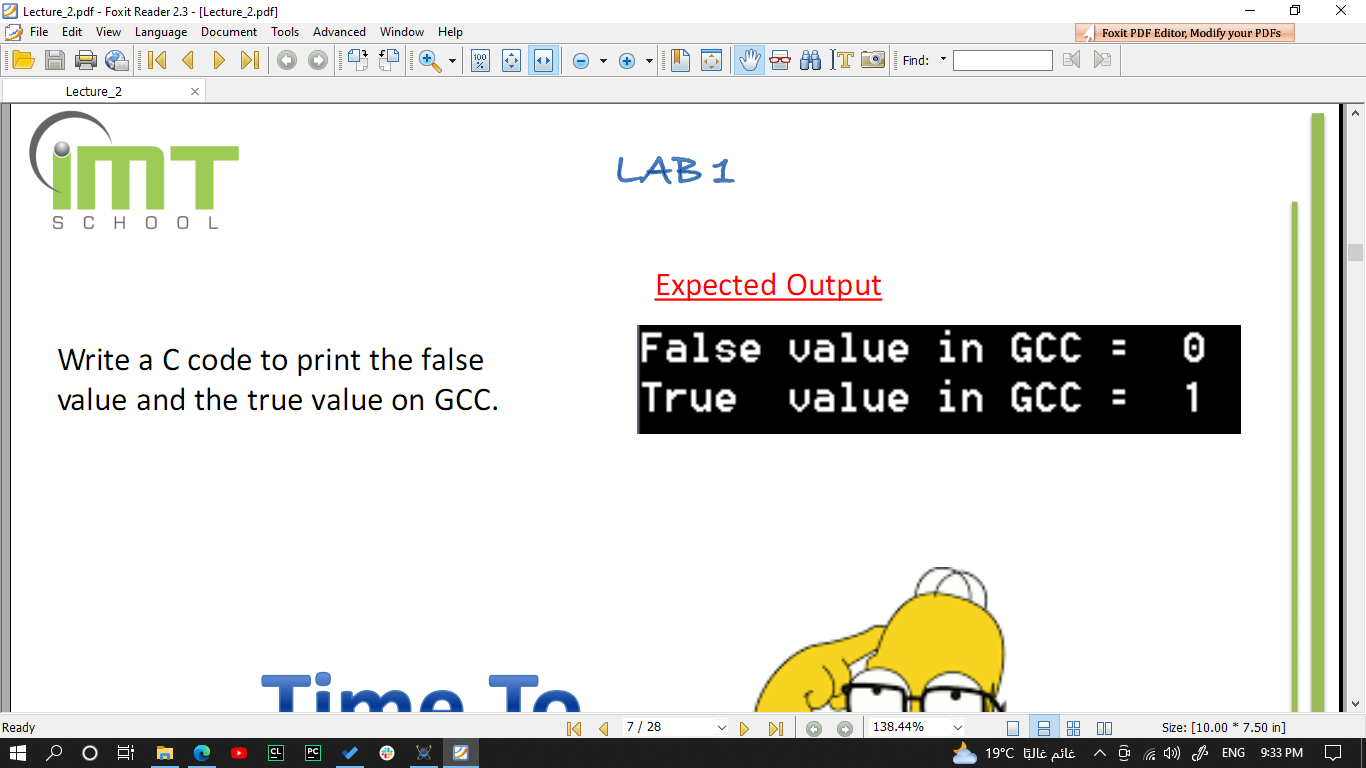 Lecture_2.pdf - Foxit Reader 2.3 - [Lecture_2.pdf]
File Edit View Language Document Tools Advanced Window Help
Foxit PDF Editor, Modify your PDFs
100 %
Find:
Lecture_2
iMT
SCHOOL
LAB 1
Expected Output
False value in GCC = 0
True value in GCC = 1
Write a C code to print the false
value and the true value on GCC.
Time To
Ready
7 / 28
138.44%
Size: [10.00 * 7.50 in]
CL
PC
19°C غائم غالبًا
ENG
9:33 PM